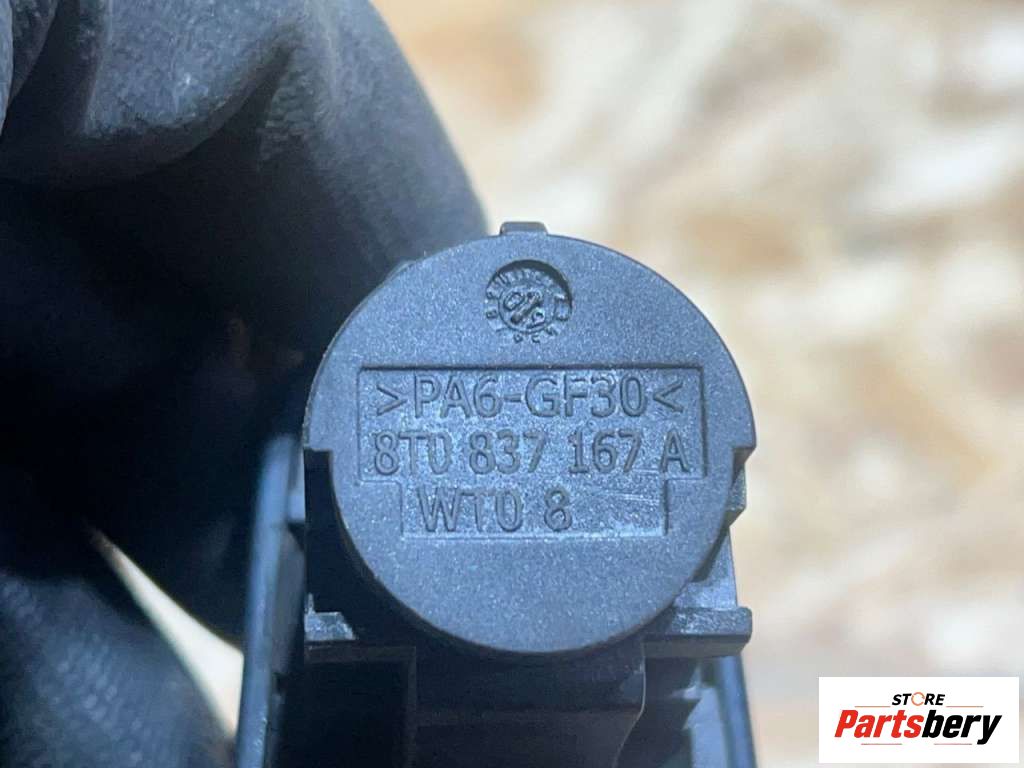 >PA6-GF30<
8T0 837 167 A
WT0 8
STORE
Partsbery